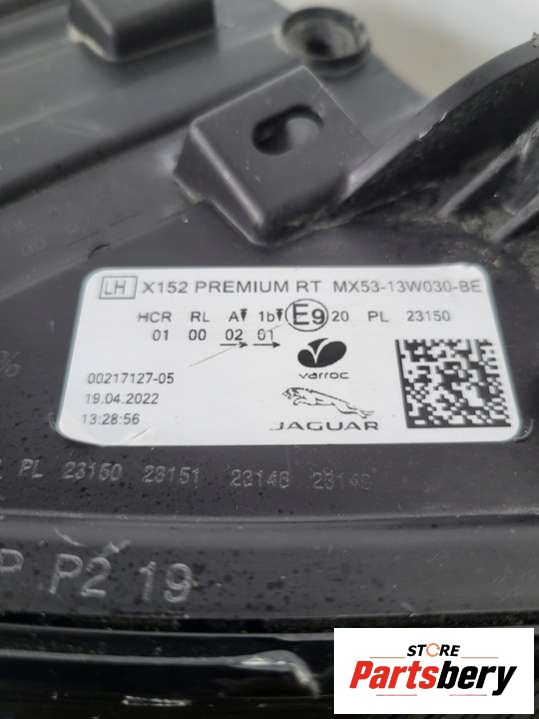 LH X152 PREMIUM RT MX53-13W030-BE
HCR RL A 1b E9 20 PL 23150
01 00 02 01
00217127-05
19.04.2022
13:28:56
varroc
JAGUAR
PL 23150 23151 23148
P P2 19
STORE
Partsbery